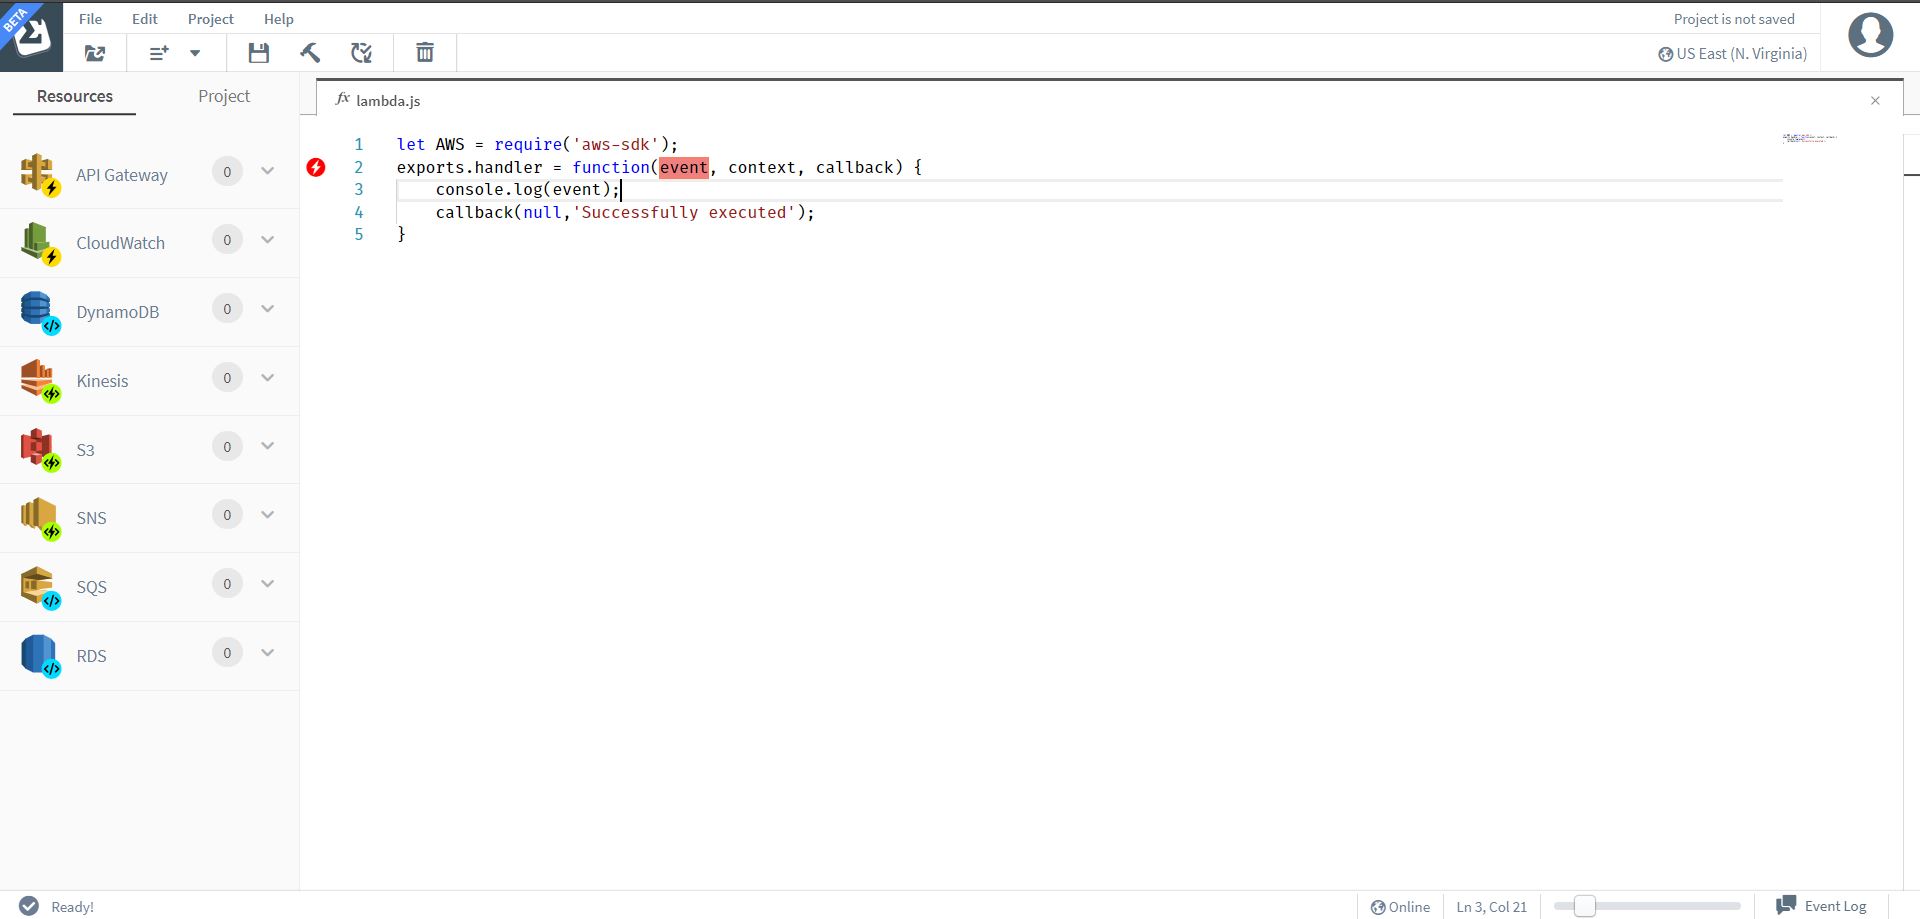 BETA
File Edit Project Help
Project is not saved
US East (N. Virginia)
Resources Project
API Gateway 0
CloudWatch 0
DynamoDB 0
Kinesis 0
S3 0
SNS 0
SQS 0
RDS 0
fx lambda.js ×
1 let AWS = require('aws-sdk');
2 exports.handler = function(event, context, callback) {
3 console.log(event);
4 callback(null,'Successfully executed');
5 }
Ready!
Online Ln 3, Col 21 Event Log